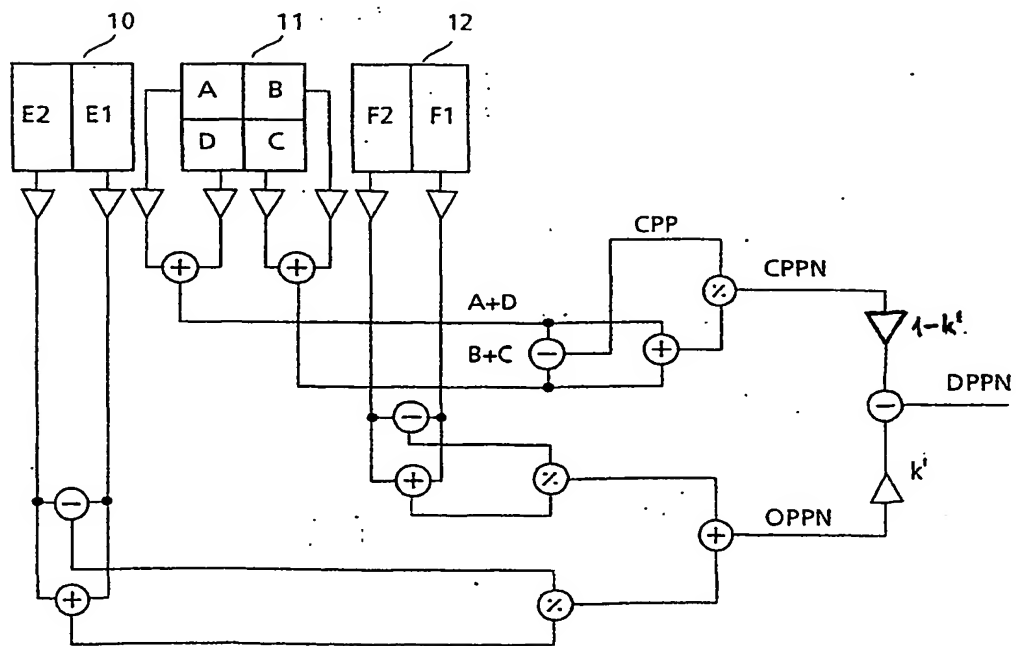 10 11 12
A B
E2 E1 F2 F1
D C
+ +
CPP
% CPPN
A+D
1-k'.
B+C - +
- DPPN
-
+ % k'
-
+ OPPN
+ %